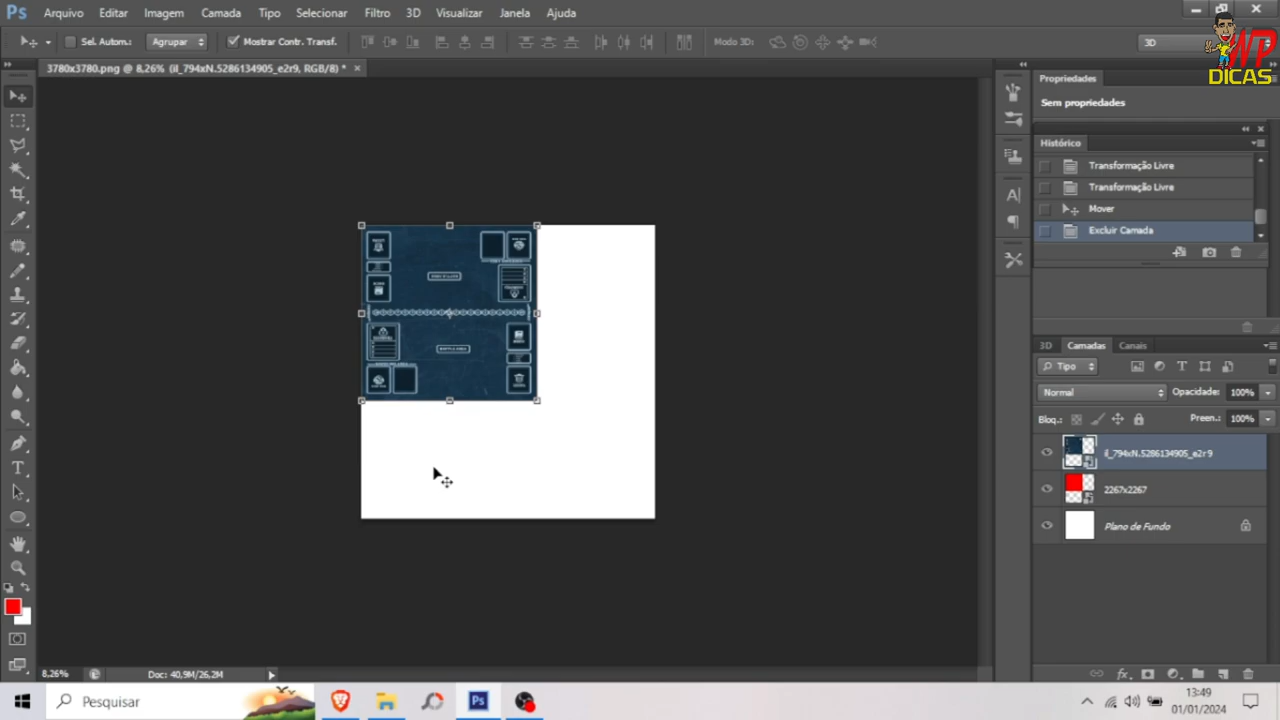 Ps Arquivo Editar Imagem Camada Tipo Selecionar Filtro 3D Visualizar Janela Ajuda
Sel. Autom.: Agrupar Mostrar Contr. Transf. Modo 3D: 3D
WP
DICAS
3780x3780.png @ 8,26% (il_794xN.5286134905_e2r9, RGB/8) * ×
Propriedades
Sem propriedades
Histórico
Transformação Livre
Transformação Livre
Mover
Excluir Camada
3D Camadas Canais
Tipo
Normal Opacidade: 100%
Bloq.: Preen.: 100%
il_794xN.5286134905_e2r9
2267x2267
Plano de Fundo
8,26% Doc: 40,9M/26,2M
Pesquisar
Ps
13:49
01/01/2024